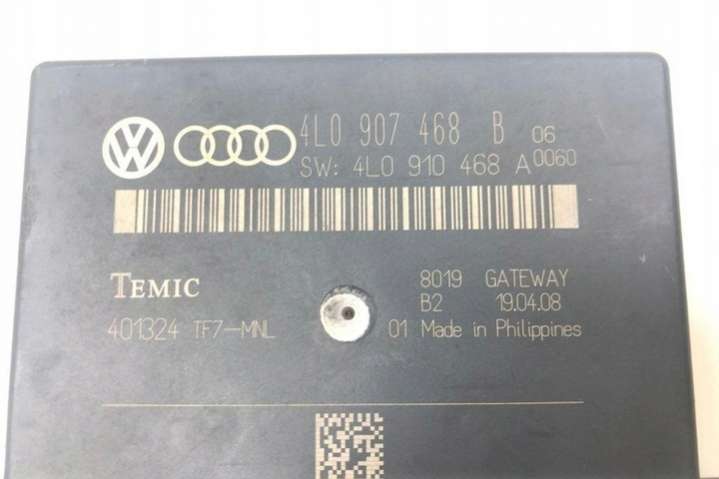 4L0 907 468 B 06
SW: 4L0 910 468 A 0060
TEMIC
8019 GATEWAY
B2 19.04.08
401324 TF7-MNL
01 Made in Philippines